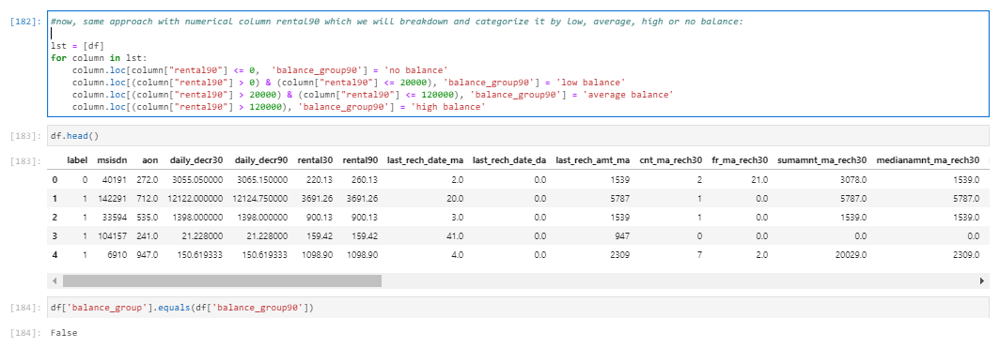 [182]: #now, same approach with numerical column rental90 which we will breakdown and categorize it by low, average, high or no balance:
lst = [df]
for column in lst:
column.loc[column["rental90"] <= 0,  'balance_group90'] = 'no balance'
column.loc[(column["rental90"] > 0) & (column["rental90"] <= 20000), 'balance_group90'] = 'low balance'
column.loc[(column["rental90"] > 20000) & (column["rental90"] <= 120000), 'balance_group90'] = 'average balance'
column.loc[(column["rental90"] > 120000), 'balance_group90'] = 'high balance'
[183]: df.head()
[183]: label msisdn aon daily_decr30 daily_decr90 rental30 rental90 last_rech_date_ma last_rech_date_da last_rech_amt_ma cnt_ma_rech30 fr_ma_rech30 sumamnt_ma_rech30 medianamnt_ma_rech30
0 0 40191 272.0 3055.050000 3065.150000 220.13 260.13 2.0 0.0 1539 2 21.0 3078.0 1539.0
1 1 142291 712.0 12122.000000 12124.750000 3691.26 3691.26 20.0 0.0 5787 1 0.0 5787.0 5787.0
2 1 33594 535.0 1398.000000 1398.000000 900.13 900.13 3.0 0.0 1539 1 0.0 1539.0 1539.0
3 1 104157 241.0 21.228000 21.228000 159.42 159.42 41.0 0.0 947 0 0.0 0.0 0.0
4 1 6910 947.0 150.619333 150.619333 1098.90 1098.90 4.0 0.0 2309 7 2.0 20029.0 2309.0
[184]: df['balance_group'].equals(df['balance_group90'])
[184]: False